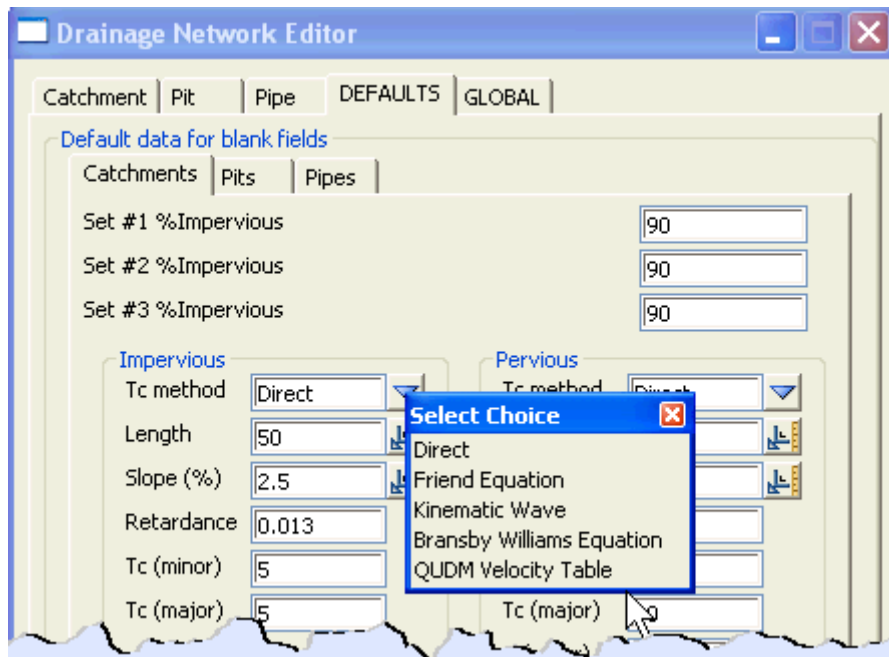 Drainage Network Editor
Catchment Pit Pipe DEFAULTS GLOBAL
Default data for blank fields
Catchments Pits Pipes
Set #1 %Impervious 90
Set #2 %Impervious 90
Set #3 %Impervious 90
Impervious
Tc method Direct
Length 50
Slope (%) 2.5
Retardance 0.013
Tc (minor) 5
Tc (major) 5
Pervious
Tc method Direct
Select Choice
Direct
Friend Equation
Kinematic Wave
Bransby Williams Equation
QUDM Velocity Table
Tc (major)